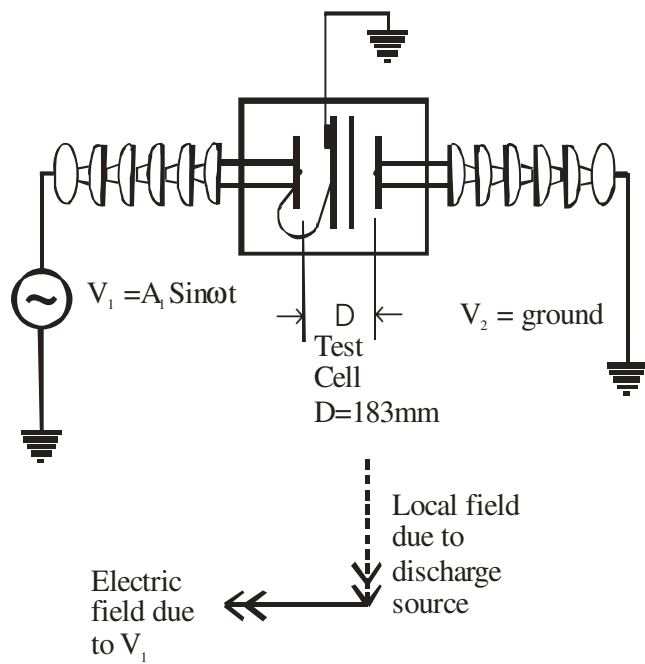 V₁ =A₁ Sinωt
D
V₂ = ground
Test
Cell
D=183mm
Local field
due to
discharge
source
Electric
field due
to V₁